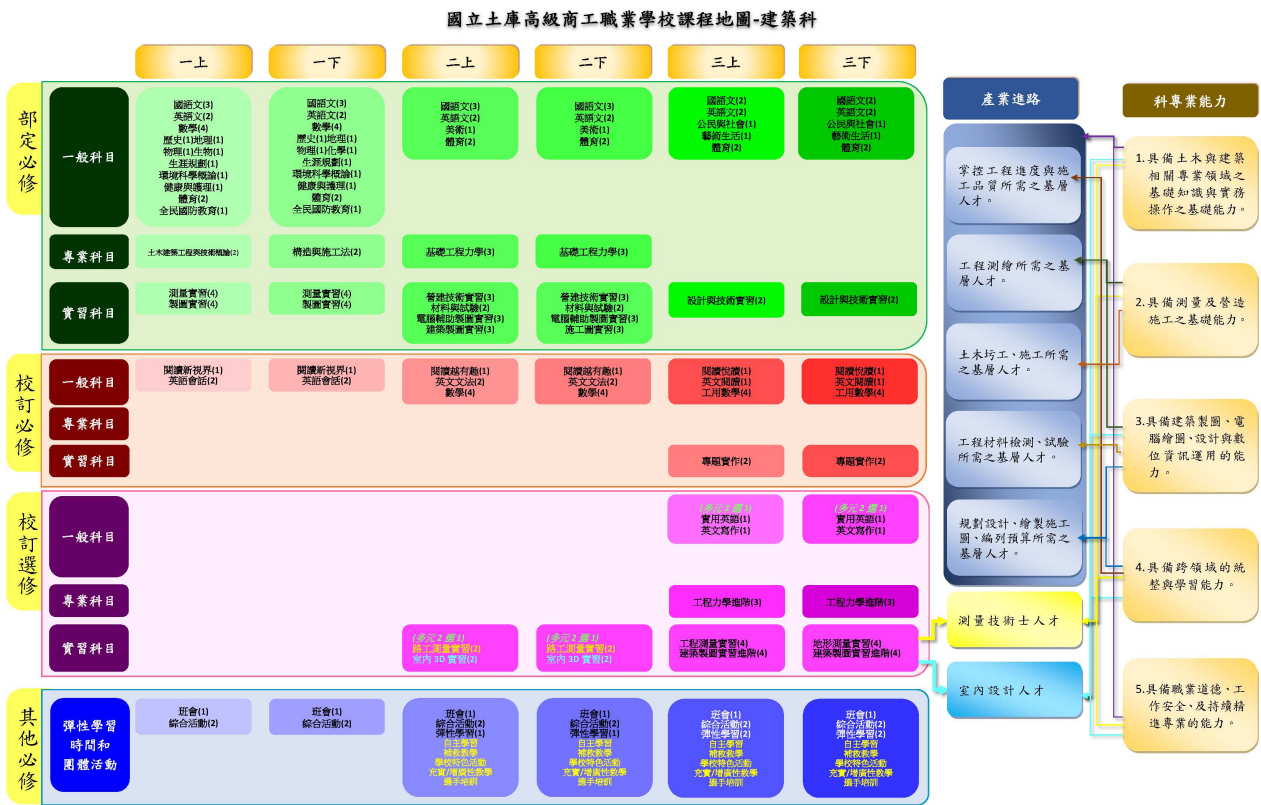 國立土庫高級商工職業學校課程地圖-建築科
一上
一下
二上
二下
三上
三下
產業進路
科專業能力
部定必修
一般科目
國語文(3)
英語文(2)
數學(4)
歷史(1)地理(1)
物理(1)生物(1)
生涯規劃(1)
環境科學概論(1)
健康與護理(1)
體育(2)
全民國防教育(1)
國語文(3)
英語文(2)
數學(4)
歷史(1)地理(1)
物理(1)化學(1)
生涯規劃(1)
環境科學概論(1)
健康與護理(1)
體育(2)
全民國防教育(1)
國語文(3)
英語文(2)
美術(1)
體育(2)
國語文(3)
英語文(2)
美術(1)
體育(2)
國語文(2)
英語文(2)
公民與社會(1)
藝術生活(1)
體育(2)
國語文(2)
英語文(2)
公民與社會(1)
藝術生活(1)
體育(2)
專業科目
土木建築工程與技術概論(2)
構造與施工法(2)
基礎工程力學(3)
基礎工程力學(3)
實習科目
測量實習(4)
製圖實習(4)
測量實習(4)
製圖實習(4)
營建技術實習(3)
材料與試驗(2)
電腦輔助製圖實習(3)
建築製圖實習(3)
營建技術實習(3)
材料與試驗(2)
電腦輔助製圖實習(3)
施工圖實習(3)
設計與技術實習(2)
設計與技術實習(2)
校訂必修
一般科目
閱讀新視界(1)
英語會話(2)
閱讀新視界(1)
英語會話(2)
閱讀越有趣(1)
英文文法(2)
數學(4)
閱讀越有趣(1)
英文文法(2)
數學(4)
閱讀悅讀(1)
英文閱讀(1)
工用數學(4)
閱讀悅讀(1)
英文閱讀(1)
工用數學(4)
專業科目
實習科目
專題實作(2)
專題實作(2)
校訂選修
一般科目
(多元 2 選 1)
實用英語(1)
英文寫作(1)
(多元 2 選 1)
實用英語(1)
英文寫作(1)
專業科目
工程力學進階(3)
工程力學進階(3)
實習科目
(多元 2 選 1)
路工測量實習(2)
室內 3D 實習(2)
(多元 2 選 1)
路工測量實習(2)
室內 3D 實習(2)
工程測量實習(4)
建築製圖實習進階(4)
地形測量實習(4)
建築製圖實習進階(4)
其他必修
彈性學習
時間和
團體活動
班會(1)
綜合活動(2)
班會(1)
綜合活動(2)
班會(1)
綜合活動(2)
彈性學習(1)
自主學習
補救教學
學校特色活動
充實/增廣性教學
選手培訓
班會(1)
綜合活動(2)
彈性學習(1)
自主學習
補救教學
學校特色活動
充實/增廣性教學
選手培訓
班會(1)
綜合活動(2)
彈性學習(2)
自主學習
補救教學
學校特色活動
充實/增廣性教學
選手培訓
班會(1)
綜合活動(2)
彈性學習(2)
自主學習
補救教學
學校特色活動
充實/增廣性教學
選手培訓
掌控工程進度與施
工品質所需之基層
人才。
工程測繪所需之基
層人才。
土木圬工、施工所需
之基層人才。
工程材料檢測、試驗
所需之基層人才。
規劃設計、繪製施工
圖、編列預算所需之
基層人才。
測量技術士人才
室內設計人才
1.具備土木與建築
相關專業領域之
基礎知識與實務
操作之基礎能力。
2.具備測量及營造
施工之基礎能力。
3.具備建築製圖、電
腦繪圖、設計與數
位資訊運用的能
力。
4.具備跨領域的統
整與學習能力。
5.具備職業道德、工
作安全、及持續精
進專業的能力。